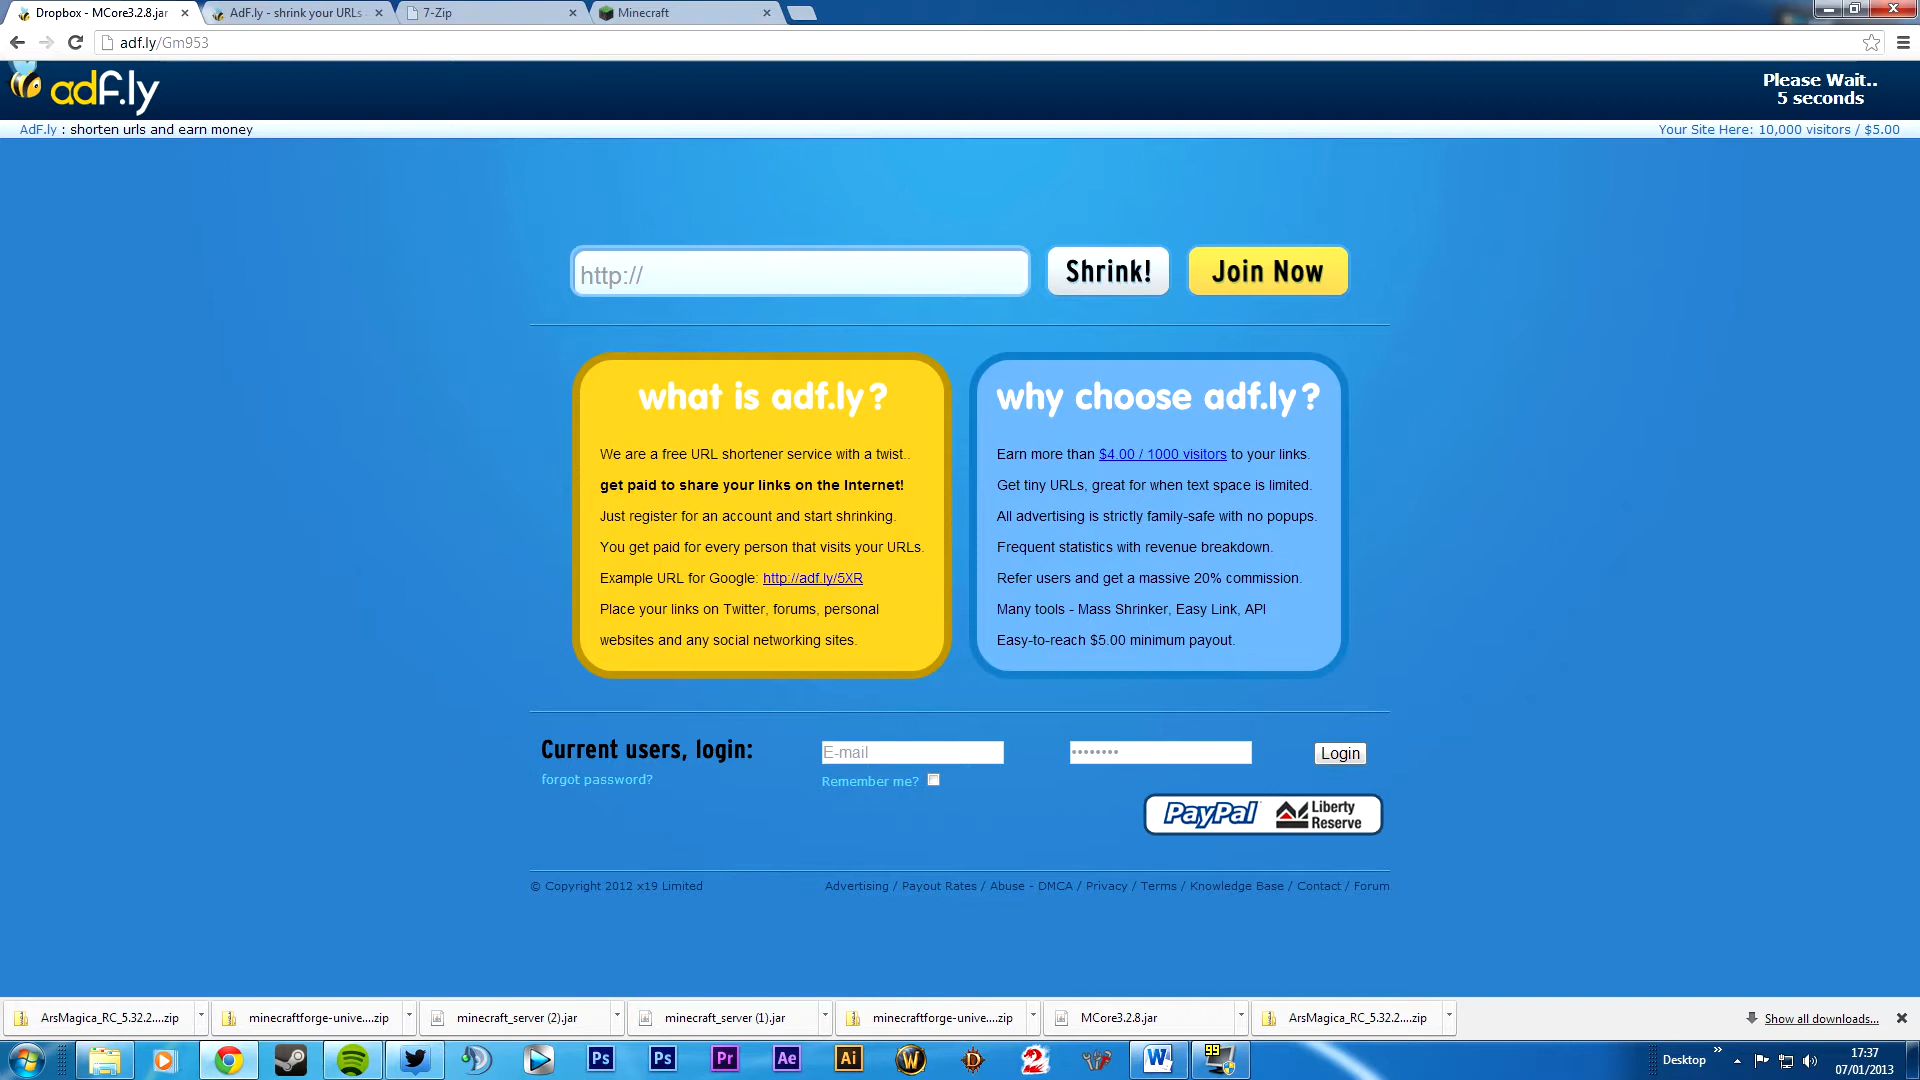 Dropbox - MCore3.2.8.jar
AdF.ly - shrink your URLs
7-Zip
Minecraft
adf.ly/Gm953
adf.ly
Please Wait..
5 seconds
AdF.ly : shorten urls and earn money
Your Site Here: 10,000 visitors / $5.00
http://
Shrink!
Join Now
what is adf.ly?
We are a free URL shortener service with a twist..
get paid to share your links on the Internet!
Just register for an account and start shrinking.
You get paid for every person that visits your URLs.
Example URL for Google: http://adf.ly/5XR
Place your links on Twitter, forums, personal
websites and any social networking sites.
why choose adf.ly?
Earn more than $4.00 / 1000 visitors to your links.
Get tiny URLs, great for when text space is limited.
All advertising is strictly family-safe with no popups.
Frequent statistics with revenue breakdown.
Refer users and get a massive 20% commission.
Many tools - Mass Shrinker, Easy Link, API
Easy-to-reach $5.00 minimum payout.
Current users, login:
E-mail
••••••••
Login
forgot password?
Remember me?
PayPal
Liberty
Reserve
© Copyright 2012 x19 Limited
Advertising / Payout Rates / Abuse - DMCA / Privacy / Terms / Knowledge Base / Contact / Forum
ArsMagica_RC_5.32.2....zip
minecraftforge-unive....zip
minecraft_server (2).jar
minecraft_server (1).jar
minecraftforge-unive....zip
MCore3.2.8.jar
ArsMagica_RC_5.32.2....zip
Show all downloads...
Ps
Ps
Pr
Ae
Ai
W
W
99
Desktop
17:37
07/01/2013